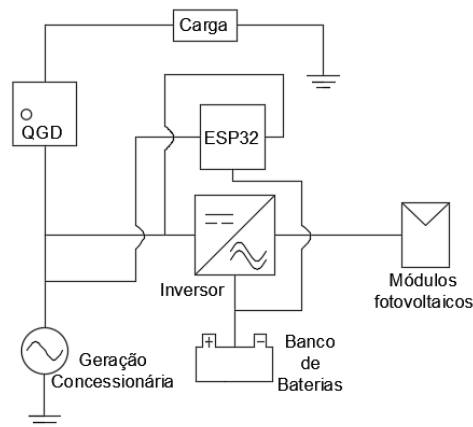 Carga
QGD
ESP32
Inversor
Módulos
fotovoltaicos
+
−
Geração
Concessionária
Banco
de
Baterias